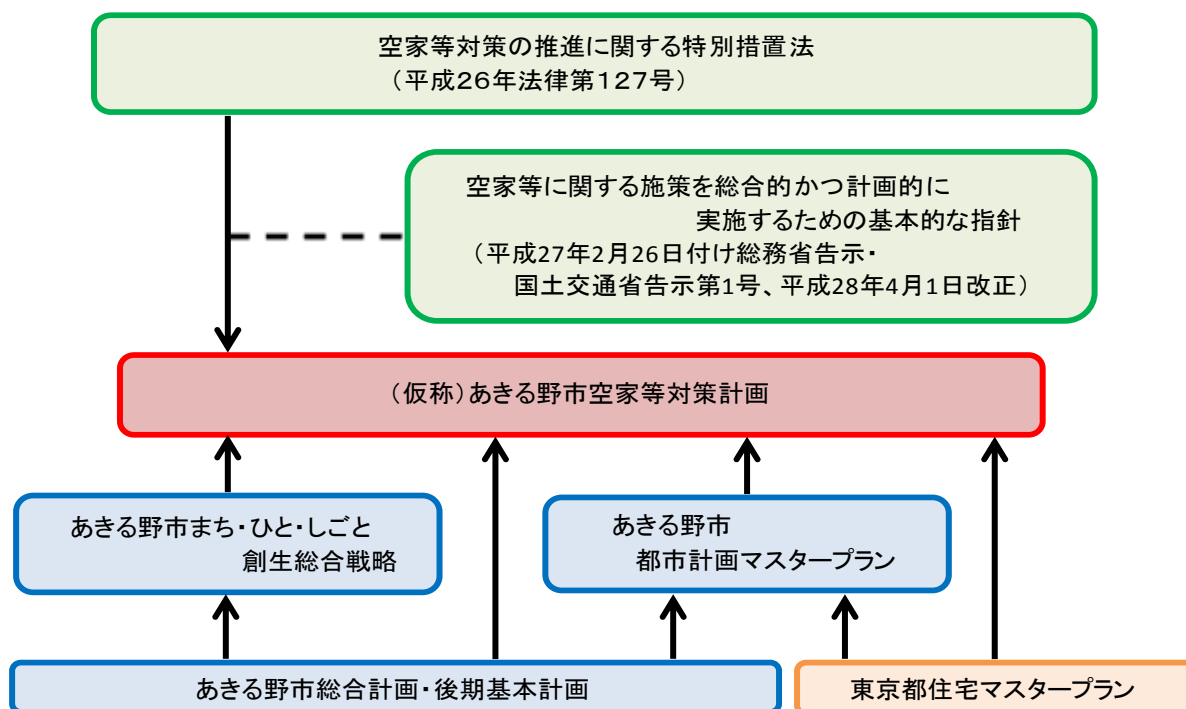 空家等対策の推進に関する特別措置法
（平成26年法律第１２７号）
空家等に関する施策を総合的かつ計画的に
実施するための基本的な指針
（平成27年2月26日付け総務省告示・
国土交通省告示第1号、平成28年4月1日改正）
（仮称）あきる野市空家等対策計画
あきる野市まち・ひと・しごと
創生総合戦略
あきる野市
都市計画マスタープラン
あきる野市総合計画・後期基本計画
東京都住宅マスタープラン